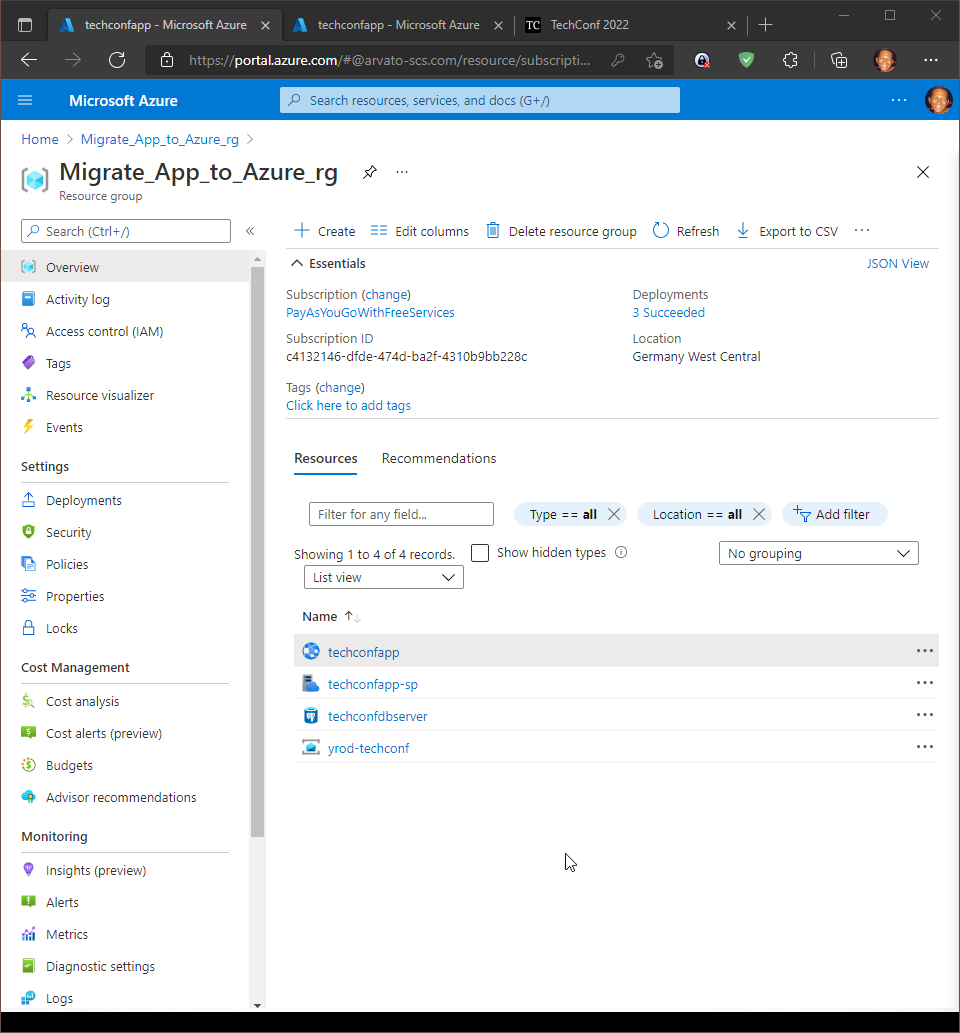 techconfapp - Microsoft Azure
techconfapp - Microsoft Azure
TC TechConf 2022
https://portal.azure.com/#@arvato-scs.com/resource/subscripti...
Microsoft Azure
Search resources, services, and docs (G+/)
Home > Migrate_App_to_Azure_rg >
Migrate_App_to_Azure_rg
Resource group
Search (Ctrl+/)
Overview
Activity log
Access control (IAM)
Tags
Resource visualizer
Events
Settings
Deployments
Security
Policies
Properties
Locks
Cost Management
Cost analysis
Cost alerts (preview)
Budgets
Advisor recommendations
Monitoring
Insights (preview)
Alerts
Metrics
Diagnostic settings
Logs
Create Edit columns Delete resource group Refresh Export to CSV
Essentials JSON View
Subscription (change)
PayAsYouGoWithFreeServices
Subscription ID
c4132146-dfde-474d-ba2f-4310b9bb228c
Tags (change)
Click here to add tags
Deployments
3 Succeeded
Location
Germany West Central
Resources Recommendations
Filter for any field... Type == all Location == all Add filter
Showing 1 to 4 of 4 records. Show hidden types No grouping
List view
Name
techconfapp
techconfapp-sp
techconfdbserver
yrod-techconf